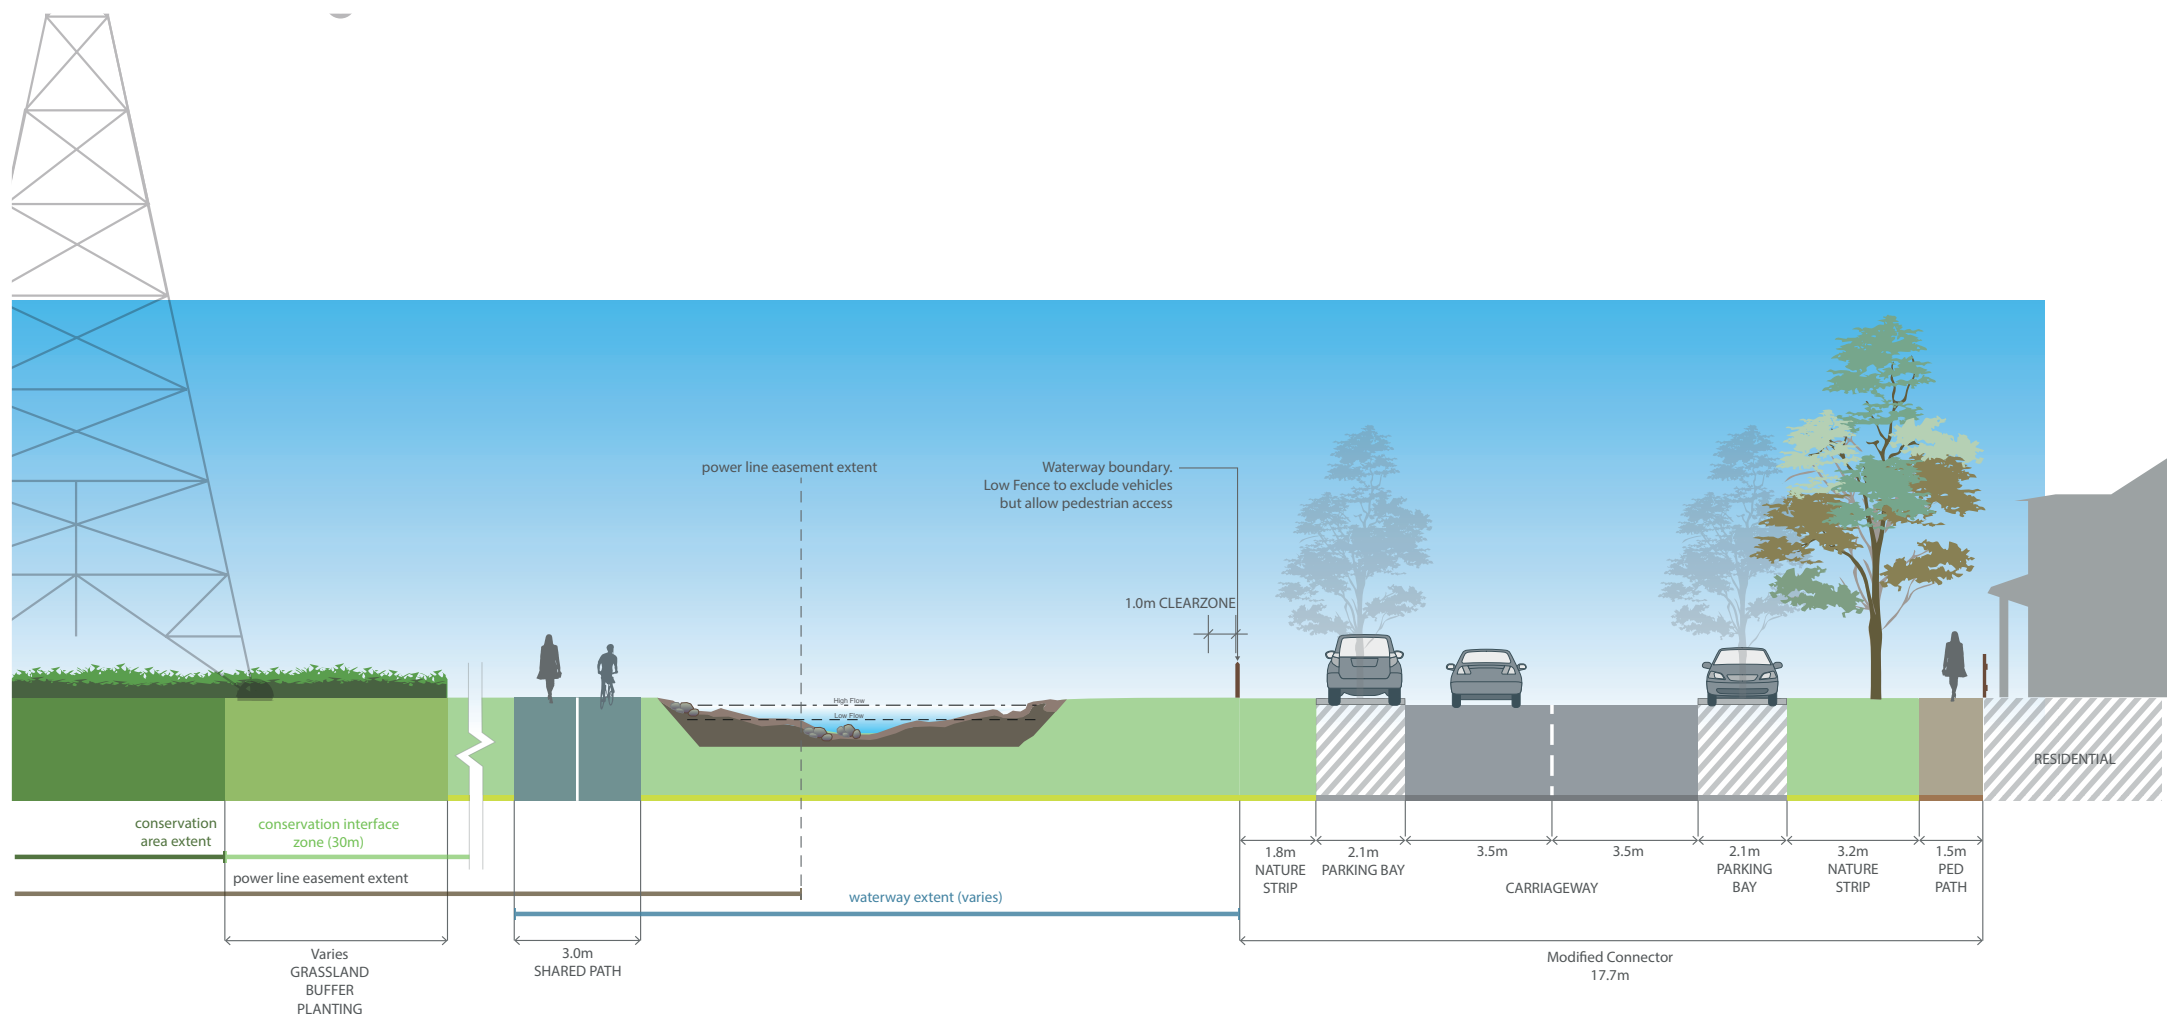 power line easement extent
Waterway boundary.
Low Fence to exclude vehicles
but allow pedestrian access
1.0m CLEARZONE
High Flow
Low Flow
RESIDENTIAL
conservation
area extent
conservation interface
zone (30m)
power line easement extent
waterway extent (varies)
1.8m
NATURE
STRIP
2.1m
PARKING BAY
3.5m
3.5m
CARRIAGEWAY
2.1m
PARKING
BAY
3.2m
NATURE
STRIP
1.5m
PED
PATH
Varies
GRASSLAND
BUFFER
PLANTING
3.0m
SHARED PATH
Modified Connector
17.7m